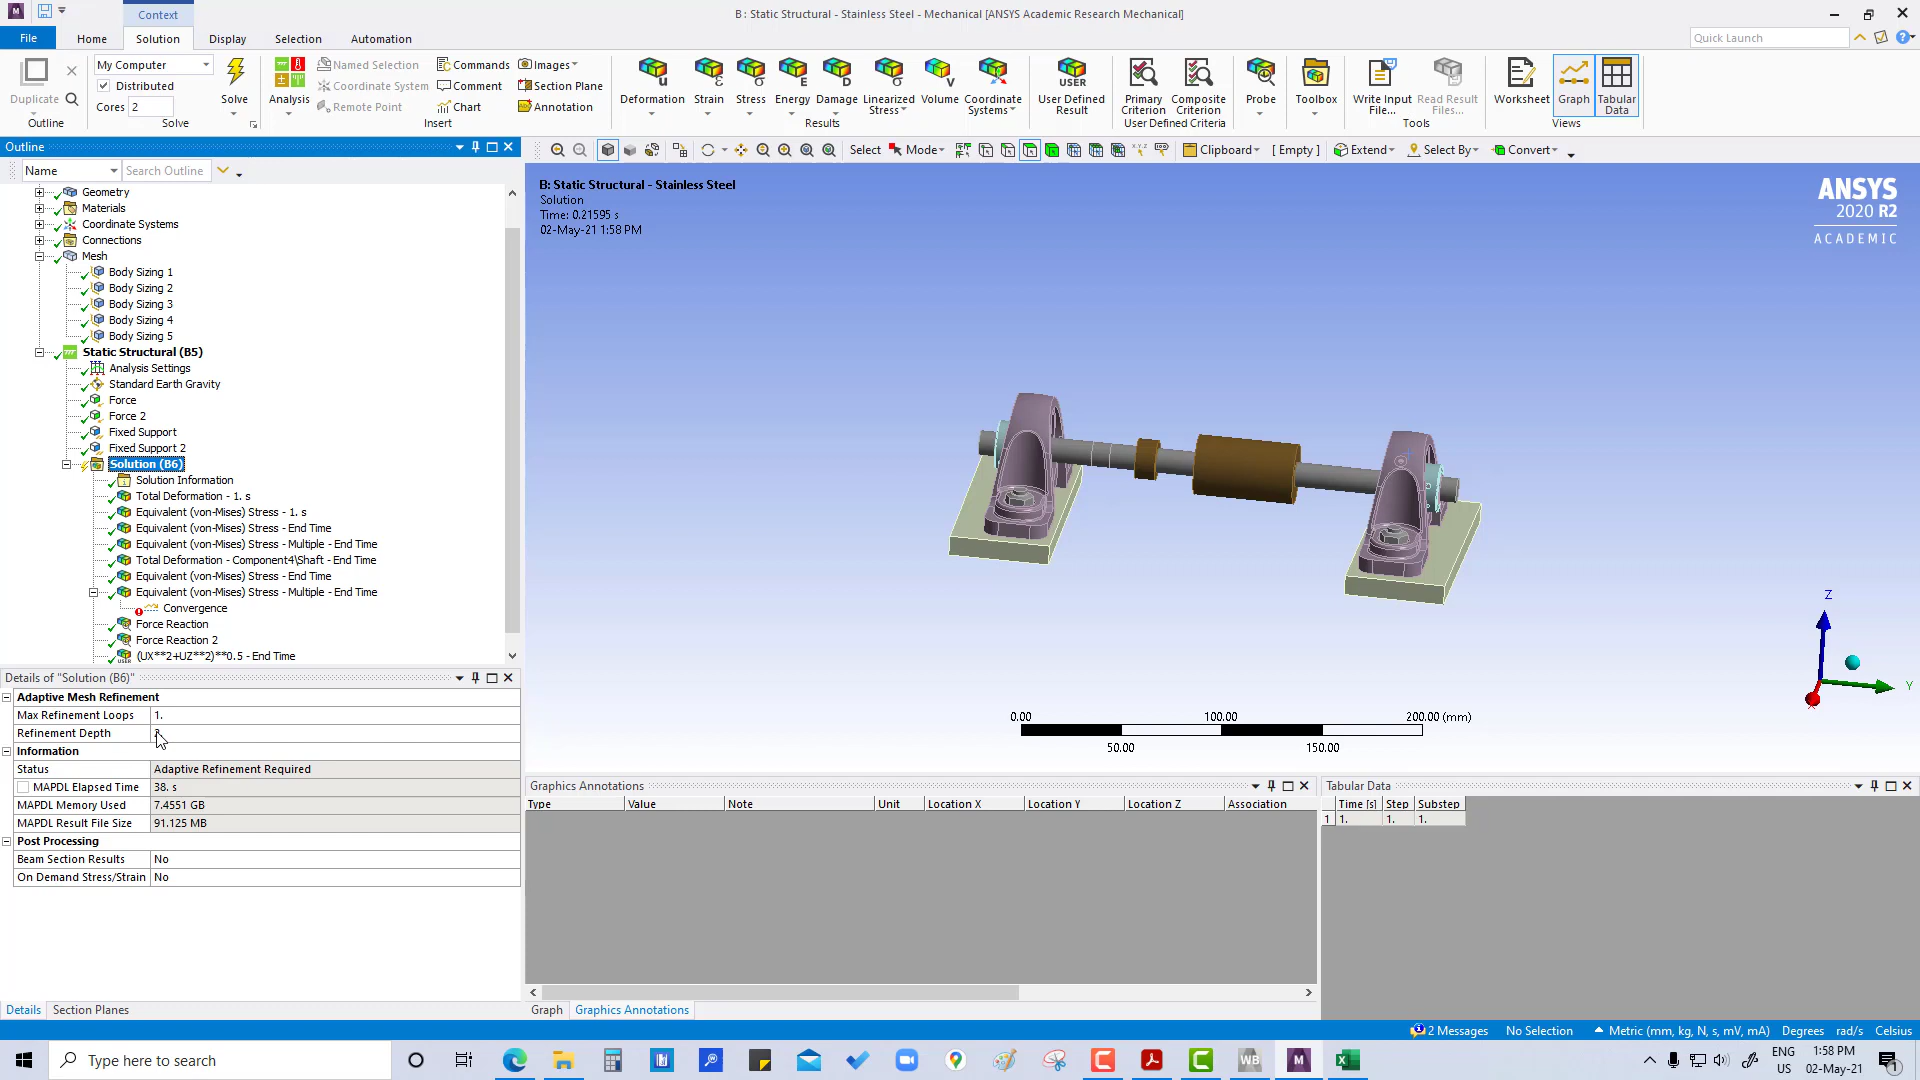 Context
B : Static Structural - Stainless Steel - Mechanical [ANSYS Academic Research Mechanical]
File
Home
Solution
Display
Selection
Automation
Quick Launch
Duplicate
Outline
My Computer
Distributed
Cores 2
Solve
Solve
Analysis
Named Selection
Coordinate System
Remote Point
Commands
Comment
Chart
Insert
Images
Section Plane
Annotation
Deformation
Strain
Stress
Energy
Damage
Linearized Stress
Volume
Coordinate Systems
Results
User Defined Result
Primary Criterion
Composite Criterion
User Defined Criteria
Probe
Toolbox
Write Input File...
Read Result Files...
Tools
Worksheet
Graph
Tabular Data
Views
Outline
Name
Search Outline
Select
Mode
Clipboard
[ Empty ]
Extend
Select By
Convert
Geometry
Materials
Coordinate Systems
Connections
Mesh
Body Sizing 1
Body Sizing 2
Body Sizing 3
Body Sizing 4
Body Sizing 5
Static Structural (B5)
Analysis Settings
Standard Earth Gravity
Force
Force 2
Fixed Support
Fixed Support 2
Solution (B6)
Solution Information
Total Deformation - 1. s
Equivalent (von-Mises) Stress - 1. s
Equivalent (von-Mises) Stress - End Time
Equivalent (von-Mises) Stress - Multiple - End Time
Total Deformation - Component4\Shaft - End Time
Equivalent (von-Mises) Stress - End Time
Equivalent (von-Mises) Stress - Multiple - End Time
Convergence
Force Reaction
Force Reaction 2
(UX**2+UZ**2)**0.5 - End Time
B: Static Structural - Stainless Steel
Solution
Time: 0.21595 s
02-May-21 1:58 PM
ANSYS
2020 R2
ACADEMIC
Z
Y
X
0.00
100.00
200.00 (mm)
50.00
150.00
Details of "Solution (B6)"
Adaptive Mesh Refinement
Max Refinement Loops 1.
Refinement Depth
Information
Status Adaptive Refinement Required
MAPDL Elapsed Time 38. s
MAPDL Memory Used 7.4551 GB
MAPDL Result File Size 91.125 MB
Post Processing
Beam Section Results No
On Demand Stress/Strain No
Details
Section Planes
Graphics Annotations
Type Value Note Unit Location X Location Y Location Z Association
Graph
Graphics Annotations
Tabular Data
Time [s] Step Substep
1 1. 1. 1.
2 Messages
No Selection
Metric (mm, kg, N, s, mV, mA)
Degrees
rad/s
Celsius
Type here to search
WB
M
ENG
US
1:58 PM
02-May-21
1